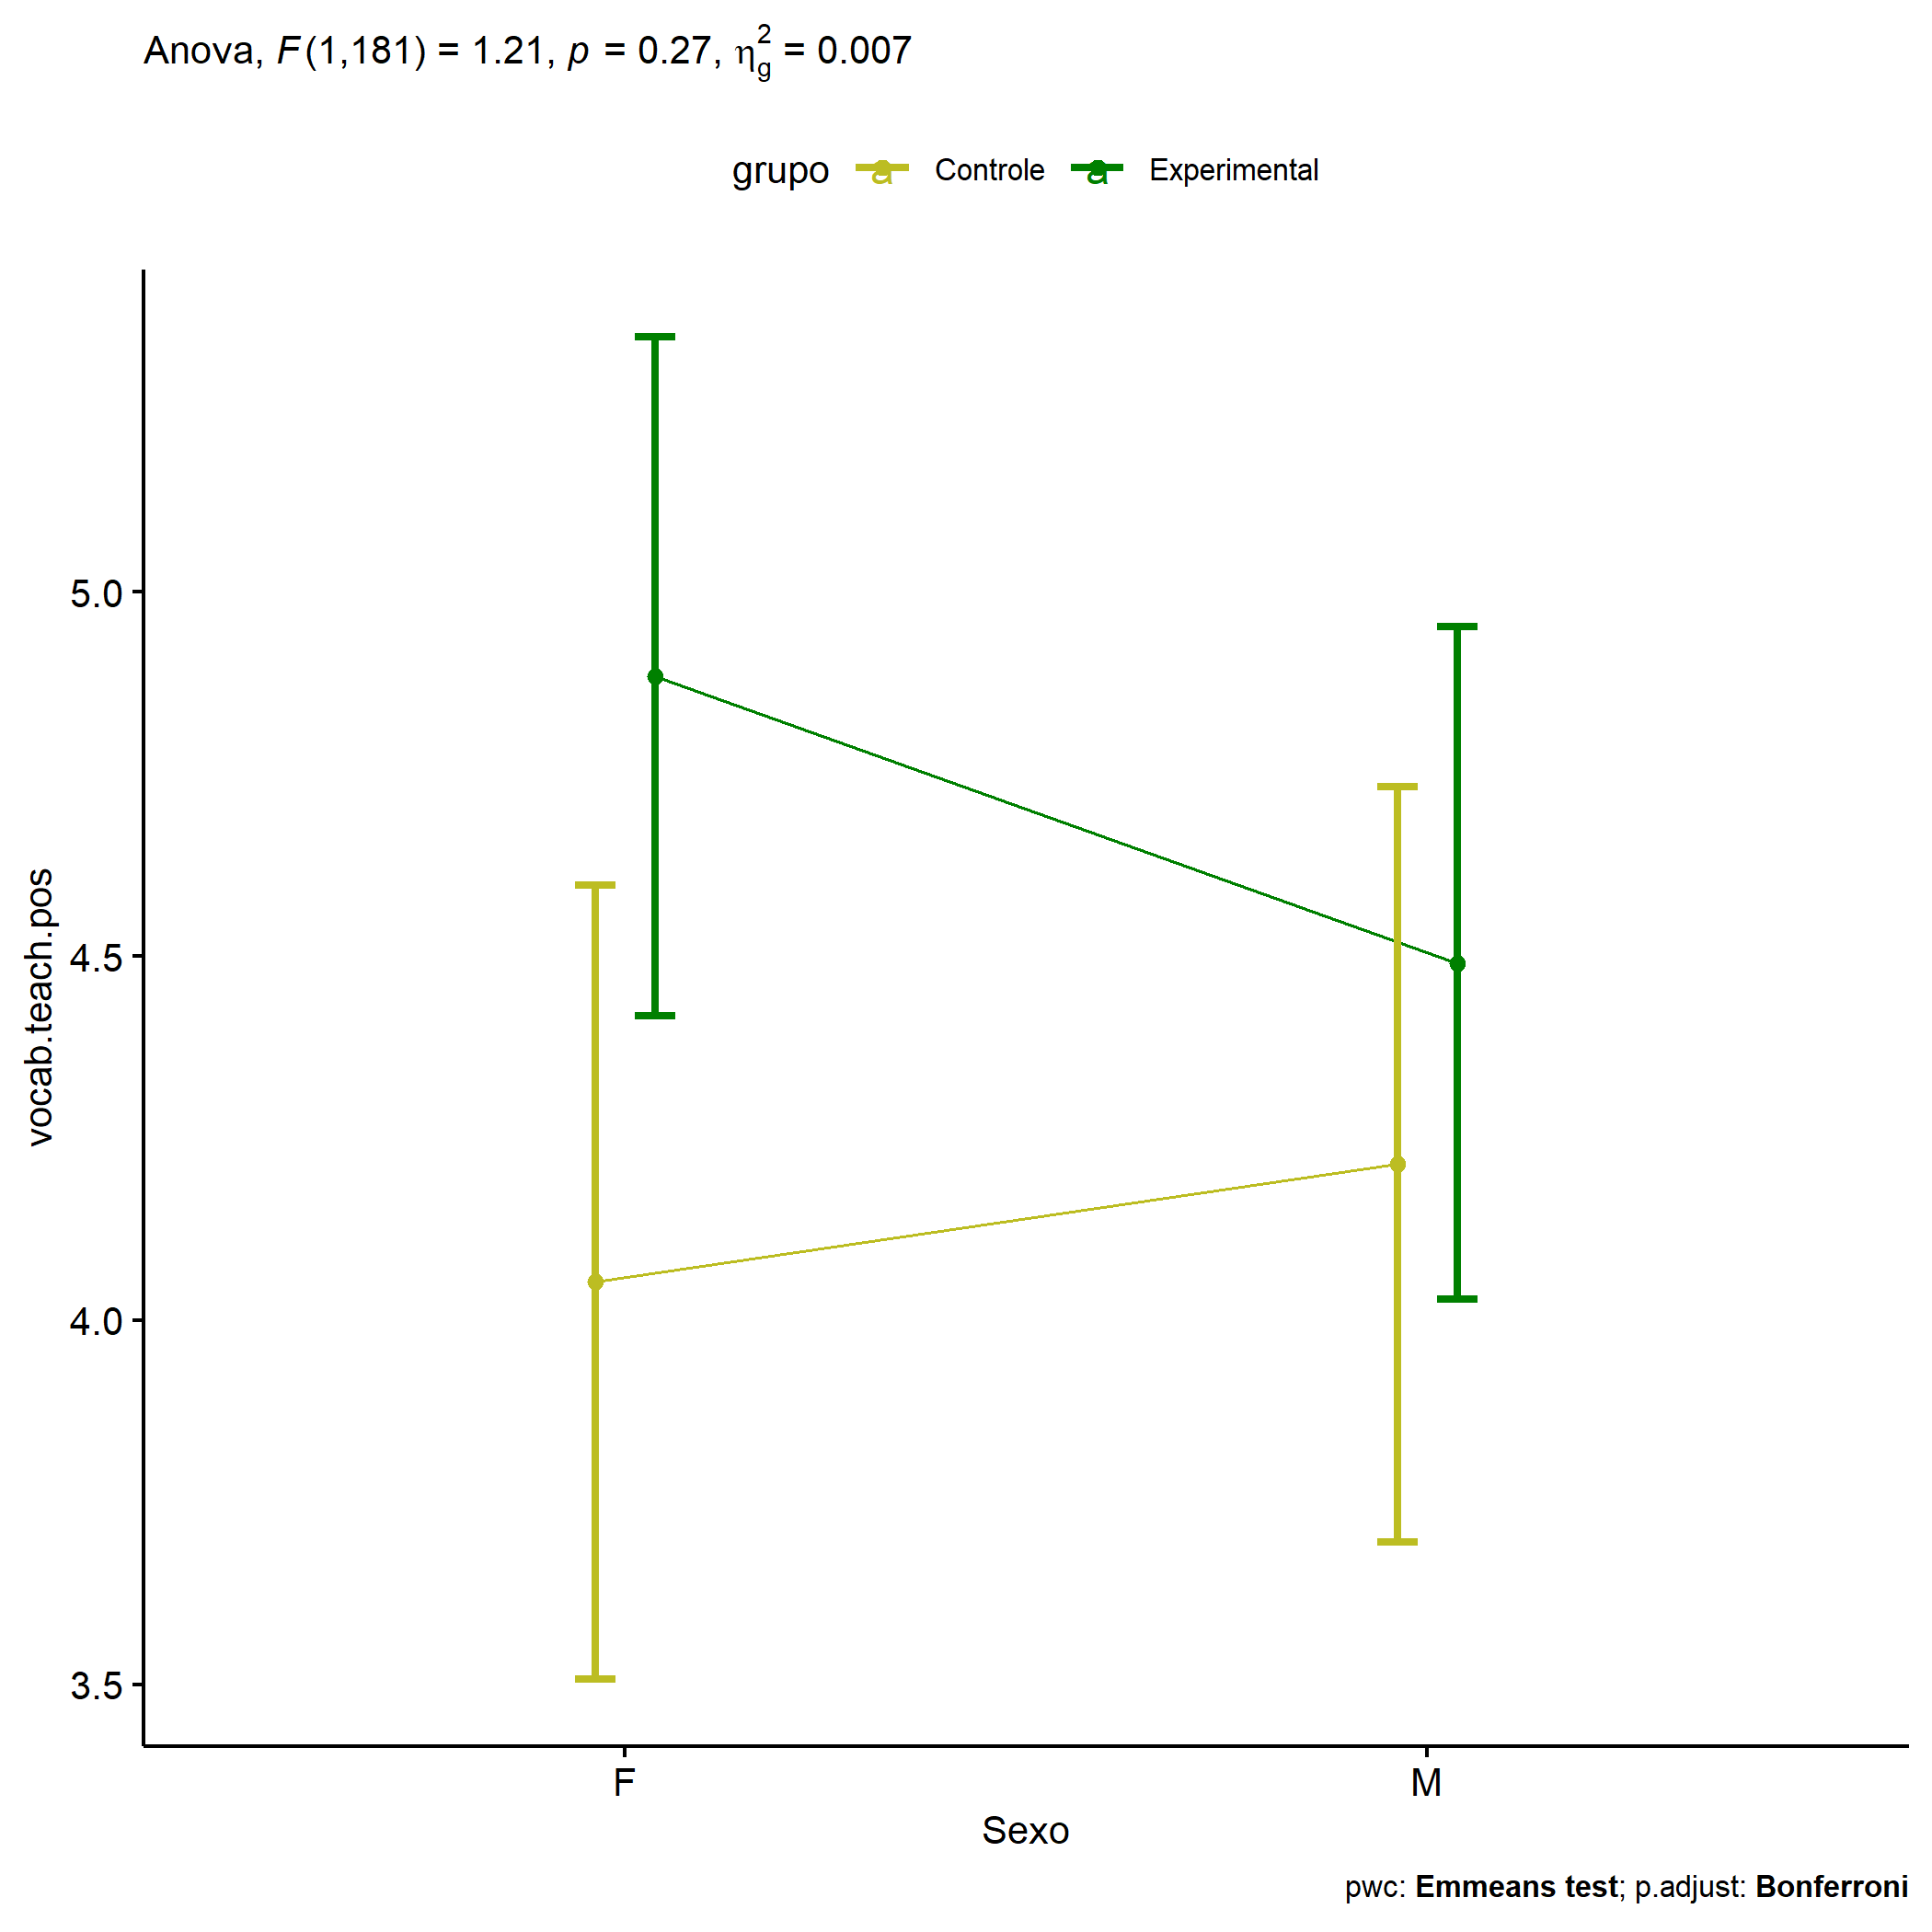 Anova, F(1,181) = 1.21, p = 0.27, η²g = 0.007
grupo a Controle a Experimental
vocab.teach.pos
5.0
4.5
4.0
3.5
F M
Sexo
pwc: Emmeans test; p.adjust: Bonferroni